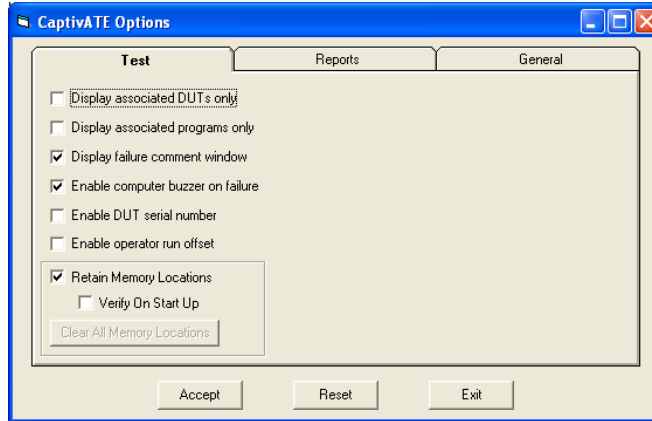 CaptivATE Options
Test Reports General
Display associated DUTs only
Display associated programs only
Display failure comment window
Enable computer buzzer on failure
Enable DUT serial number
Enable operator run offset
Retain Memory Locations
Verify On Start Up
Clear All Memory Locations
Accept Reset Exit